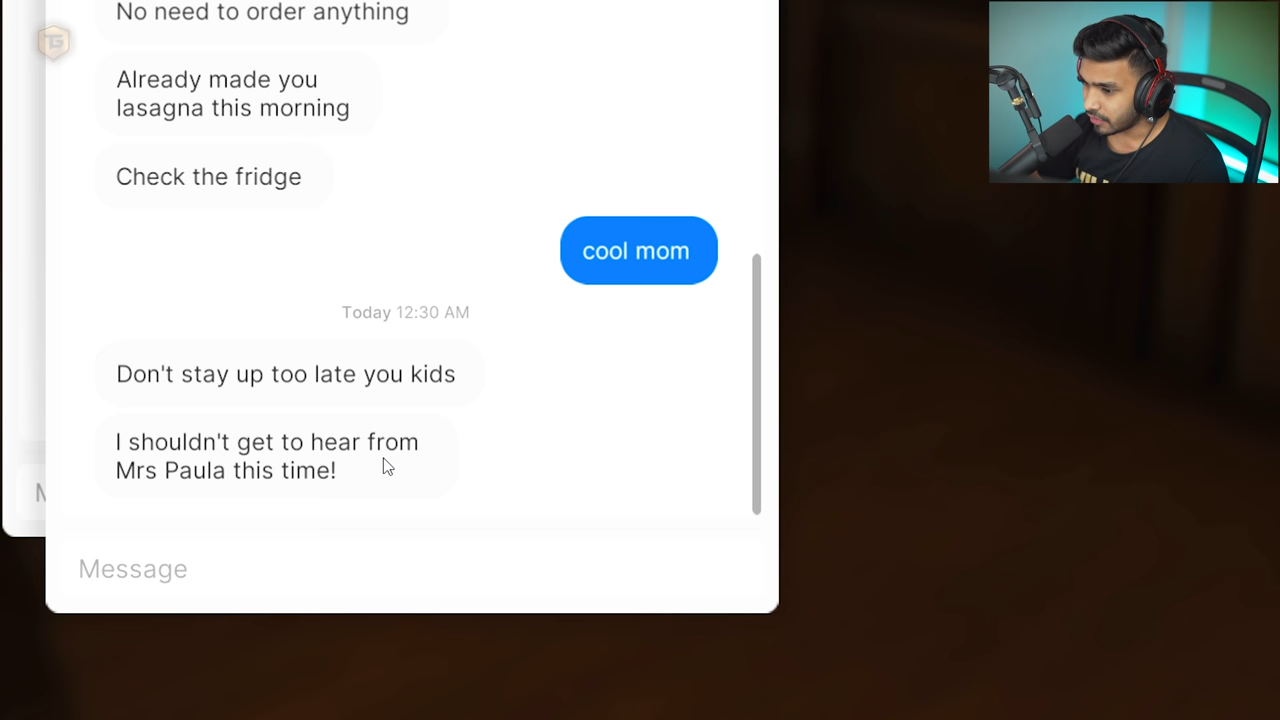 No need to order anything
TG
Already made you
lasagna this morning
Check the fridge
cool mom
Today 12:30 AM
Don't stay up too late you kids
I shouldn't get to hear from
Mrs Paula this time!
M
Message